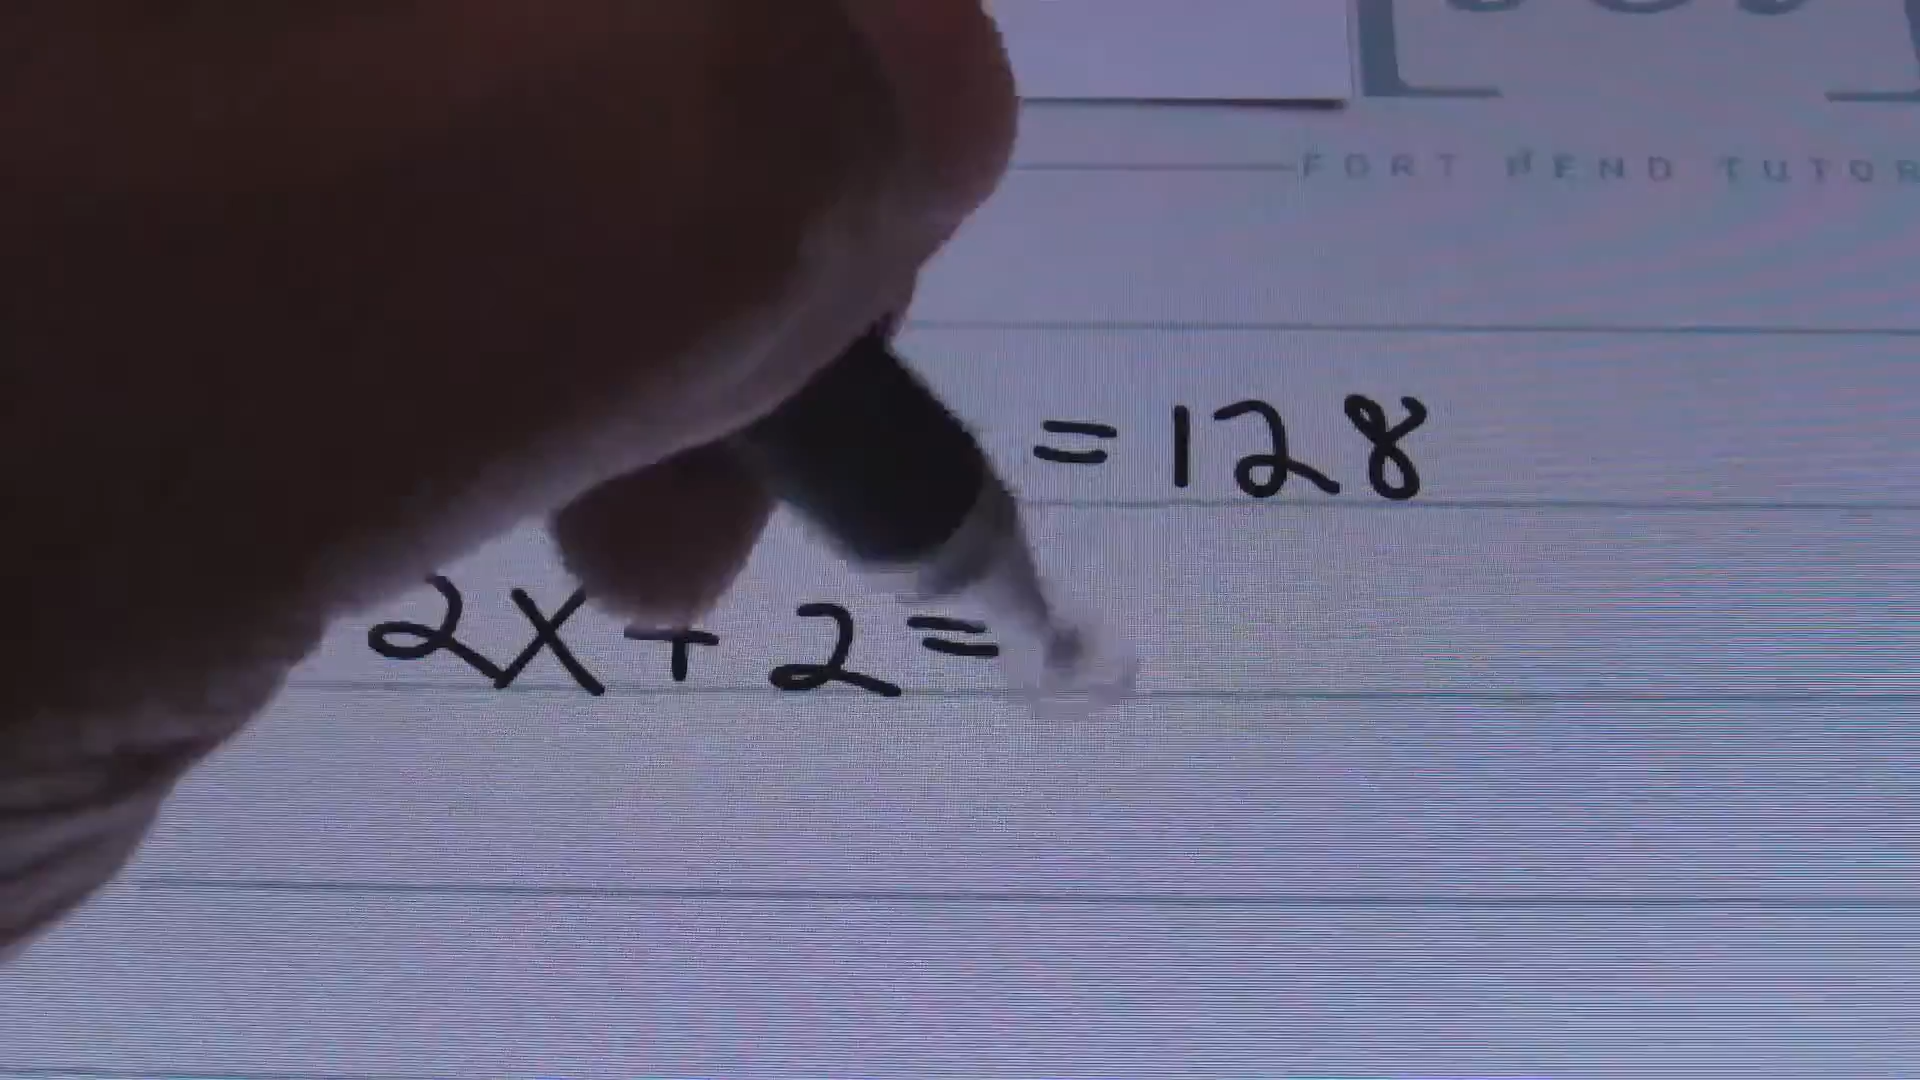 FORT BEND TUTOR
= 128
2x + 2 =